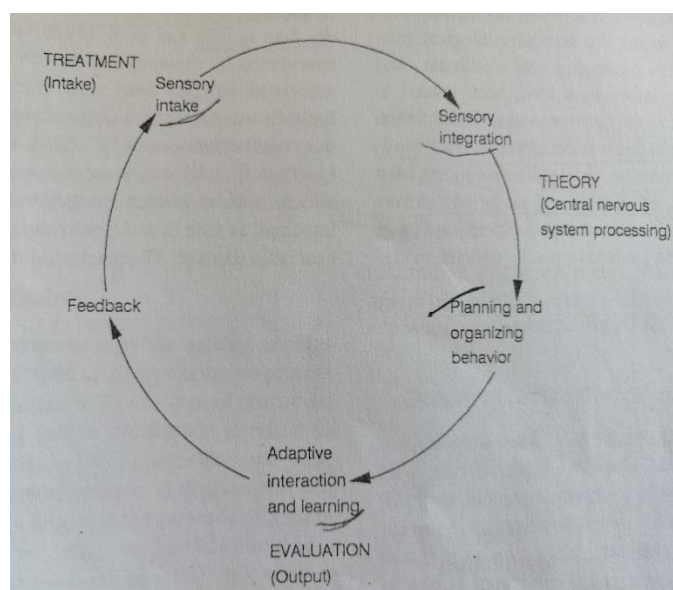 TREATMENT
(Intake)
Sensory
intake
Sensory
integration
THEORY
(Central nervous
system processing)
Planning and
organizing
behavior
Adaptive
interaction
and learning
EVALUATION
(Output)
Feedback